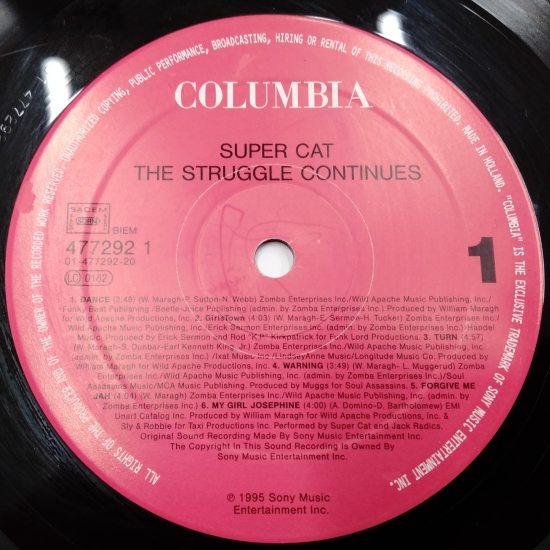 ALL RIGHTS OF THE PRODUCER AND OF THE OWNER OF THE RECORDED WORK RESERVED. UNAUTHORIZED COPYING, PUBLIC PERFORMANCE, BROADCASTING, HIRING OR RENTAL OF THIS RECORDING PROHIBITED. MADE IN HOLLAND. "COLUMBIA" IS THE EXCLUSIVE TRADEMARK OF SONY MUSIC ENTERTAINMENT INC.
COLUMBIA
SUPER CAT
THE STRUGGLE CONTINUES
SACEM
BIEM
477292 1
01-477292-20
LC 0162
1
1. DANCE (3:48) (W. Maragh-P. Sutton-N. Webb) Zomba Enterprises Inc./Wild Apache Music Publishing, Inc./
Funky East Publishing /Beetle-Juice Publishing (admin. by Zomba Enterprises Inc.) Produced by William Maragh
for Wild Apache Productions, Inc. 2. GirlsTown (4:03) (W. Maragh-E. Sermon-H. Tucker) Zomba Enterprises Inc./
Wild Apache Music Publishing, Inc./Erick Sermon Enterprises (admin. by Zomba Enterprises Inc.)/Handel
Music. Produced by Erick Sermon and Rod "K.P." Kirkpatrick for Funk Lord Productions. 3. TURN (4:57)
(W. Maragh-S. Dunbar-Earl Kenneth King-Jr) Zomba Enterprises Inc./Wild Apache Music Publishing, Inc.
(admin. by Zomba Enterprises Inc.) /Ixat Music Inc /LindseyAnne Music/Longitude Music Co. Produced by
William Maragh for Wild Apache Productions, Inc. 4. WARNING (3:49) (W. Maragh-L. Muggerud) Zomba
Enterprises Inc./Wild Apache Music Publishing, Inc. (admin. by Zomba Enterprises Inc.)/Soul
Assassins Music/MCA Music Publishing. Produced by Muggs for Soul Assassins. 5. FORGIVE ME
JAH (4:04) (W. Maragh) Zomba Enterprises Inc./Wild Apache Music Publishing, Inc. (admin. by
Zomba Enterprises Inc.) 6. MY GIRL JOSEPHINE (4:00) (A. Domino-D. Bartholomew) EMI
Unart Catalog Inc. Produced by William Maragh for Wild Apache Productions, Inc. &
Sly & Robbie for Taxi Productions Inc. Performed by Super Cat and Jack Radics.
Original Sound Recording Made By Sony Music Entertainment Inc.
The Copyright In This Sound Recording is Owned By
Sony Music Entertainment Inc.
℗ 1995 Sony Music
Entertainment Inc.